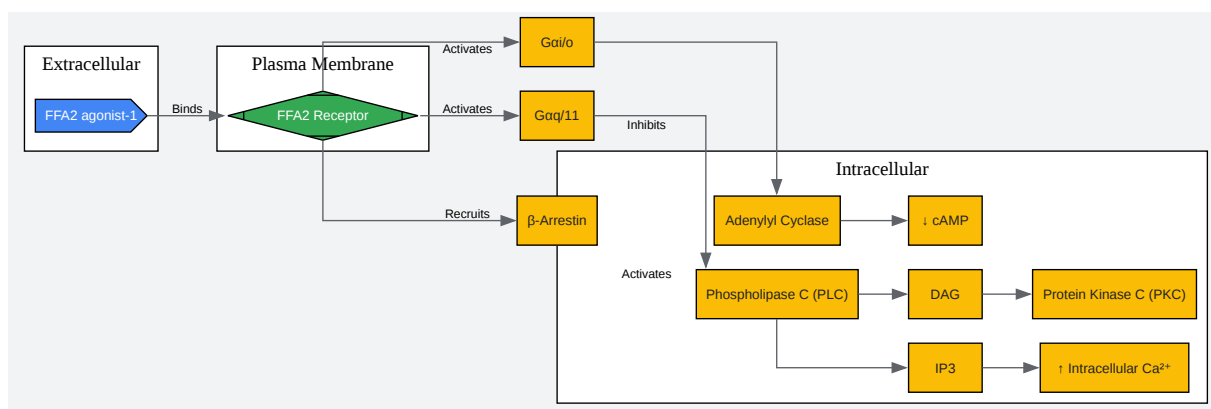 Extracellular
FFA2 agonist-1
Binds
Plasma Membrane
FFA2 Receptor
Activates
Gαi/o
Activates
Gαq/11
Inhibits
Recruits
β-Arrestin
Intracellular
Adenylyl Cyclase
↓ cAMP
Activates
Phospholipase C (PLC)
DAG
Protein Kinase C (PKC)
IP3
↑ Intracellular Ca²⁺